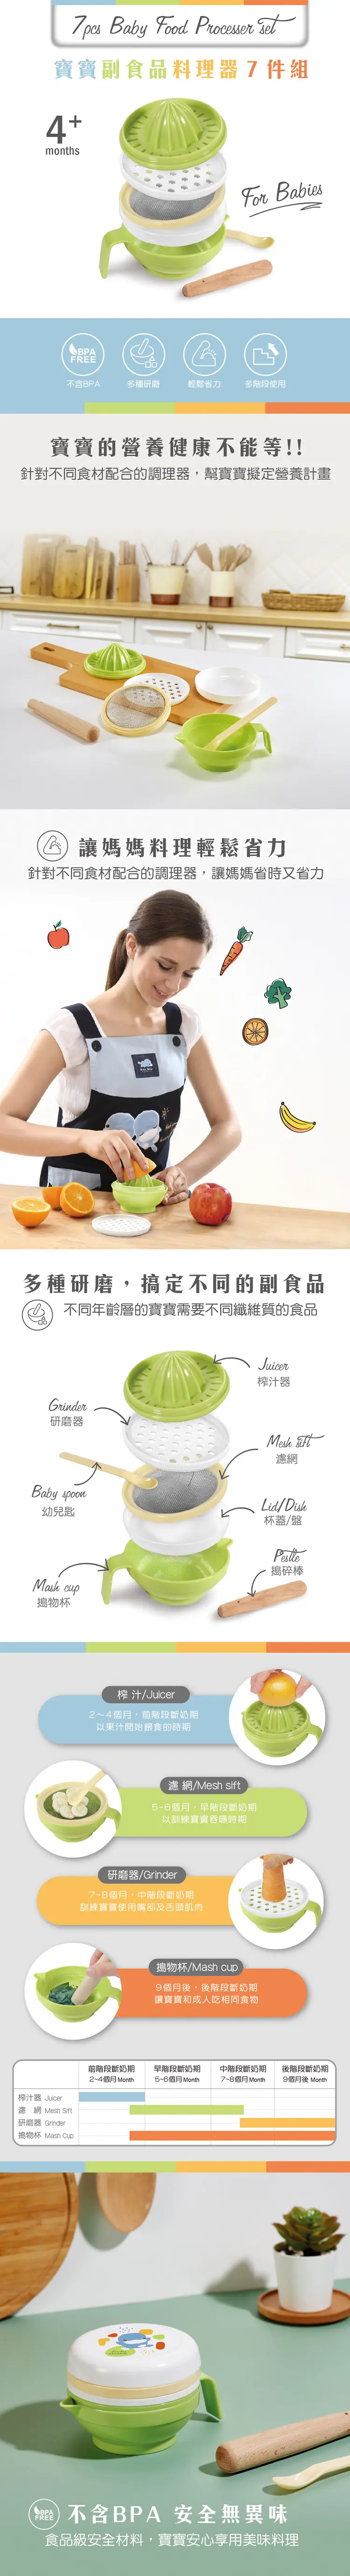 7pcs Baby Food Processer set
寶寶副食品料理器7件組
4+
months
For Babies
BPA
FREE
不含BPA
多種研磨
輕鬆省力
多階段使用
寶寶的營養健康不能等!!
針對不同食材配合的調理器，幫寶寶擬定營養計畫
讓媽媽料理輕鬆省力
針對不同食材配合的調理器，讓媽媽省時又省力
多種研磨，搞定不同的副食品
不同年齡層的寶寶需要不同纖維質的食品
Juicer
榨汁器
Grinder
研磨器
Mesh sift
濾網
Baby spoon
幼兒匙
Lid/Dish
杯蓋/盤
Pestle
搗碎棒
Mash cup
搗物杯
榨 汁/Juicer
2～4個月，前階段斷奶期
以果汁開始餵食的時期
濾 網/Mesh sift
5-6個月，早階段斷奶期
以訓練寶寶吞嚥時期
研磨器/Grinder
7-8個月，中階段斷奶期
訓練寶寶使用嘴部及舌頭肌肉
搗物杯/Mash cup
9個月後，後階段斷奶期
讓寶寶和成人吃相同食物
前階段斷奶期 早階段斷奶期 中階段斷奶期 後階段斷奶期
2-4個月 Month 5-6個月 Month 7-8個月 Month 9個月後 Month
榨汁器 Juicer
濾 網 Mesh Sift
研磨器 Grinder
搗物杯 Mash Cup
BPA
FREE
不含BPA 安全無異味
食品級安全材料，寶寶安心享用美味料理